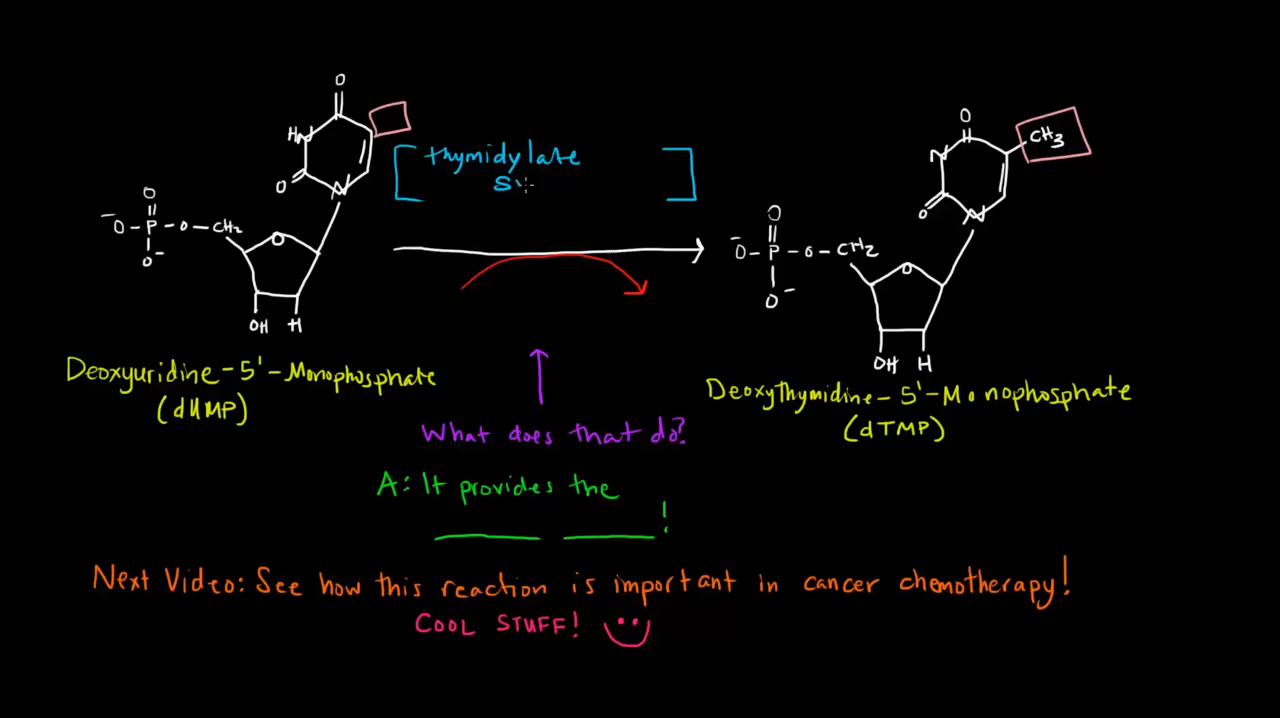 O
HN
O
N
O
⁻O-P-O-CH2
O⁻
O
OH H
thymidylate
Sy
O
CH3
N
O
N
O
⁻O-P-O-CH2
O⁻
O
OH H
Deoxyuridine-5'-Monophosphate
(dUMP)
Deoxythymidine-5'-Monophosphate
(dTMP)
What does that do?
A: It provides the
!
Next Video: See how this reaction is important in cancer chemotherapy!
COOL STUFF!